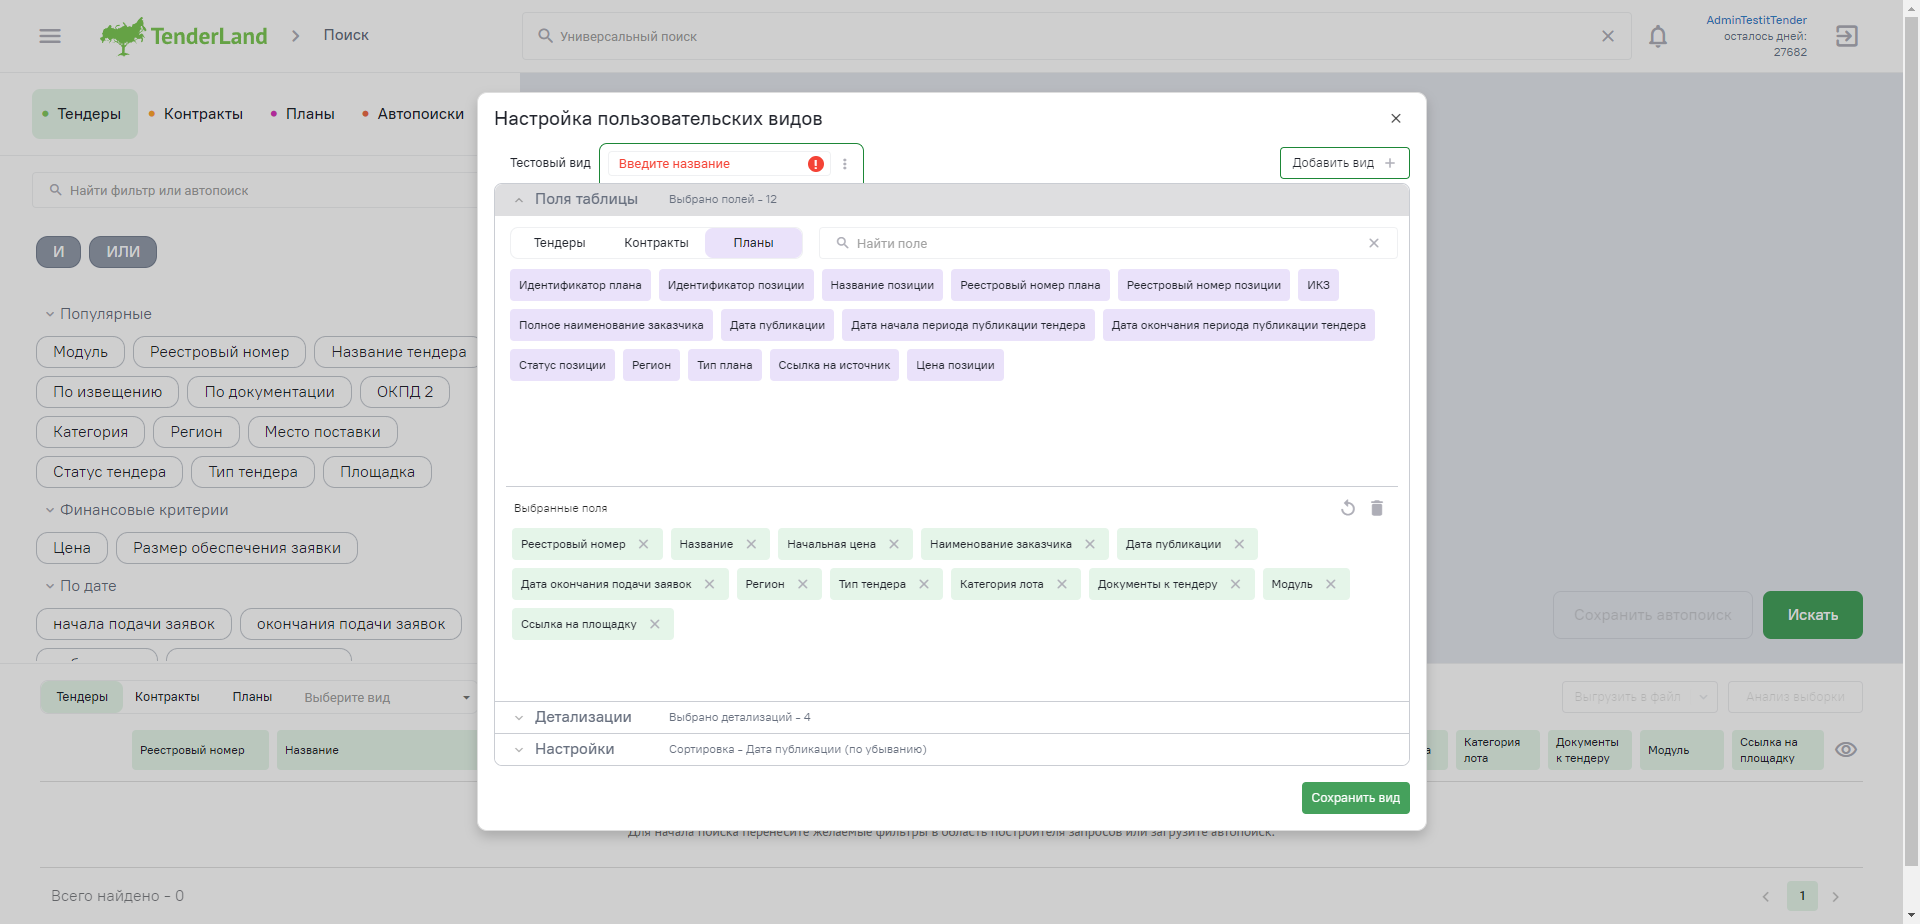 TenderLand
Поиск
Универсальный поиск
AdminTestitTender
осталось дней:
27682
Тендеры
Контракты
Планы
Автопоиски
Найти фильтр или автопоиск
И
ИЛИ
Популярные
Модуль
Реестровый номер
Название тендера
По извещению
По документации
ОКПД 2
Категория
Регион
Место поставки
Статус тендера
Тип тендера
Площадка
Финансовые критерии
Цена
Размер обеспечения заявки
По дате
начала подачи заявок
окончания подачи заявок
Настройка пользовательских видов
Тестовый вид
Введите название
Добавить вид
Поля таблицы
Выбрано полей - 12
Тендеры
Контракты
Планы
Найти поле
Идентификатор плана
Идентификатор позиции
Название позиции
Реестровый номер плана
Реестровый номер позиции
ИКЗ
Полное наименование заказчика
Дата публикации
Дата начала периода публикации тендера
Дата окончания периода публикации тендера
Статус позиции
Регион
Тип плана
Ссылка на источник
Цена позиции
Выбранные поля
Реестровый номер
Название
Начальная цена
Наименование заказчика
Дата публикации
Дата окончания подачи заявок
Регион
Тип тендера
Категория лота
Документы к тендеру
Модуль
Ссылка на площадку
Детализации
Выбрано детализаций - 4
Настройки
Сортировка - Дата публикации (по убыванию)
Сохранить вид
Сохранить автопоиск
Искать
Тендеры
Контракты
Планы
Выберите вид
Выгрузить в файл
Анализ выборки
Реестровый номер
Название
а
Категория
лота
Документы
к тендеру
Модуль
Ссылка на
площадку
Для начала поиска перенесите желаемые фильтры в область построителя запросов или загрузите автопоиск.
Всего найдено - 0
1